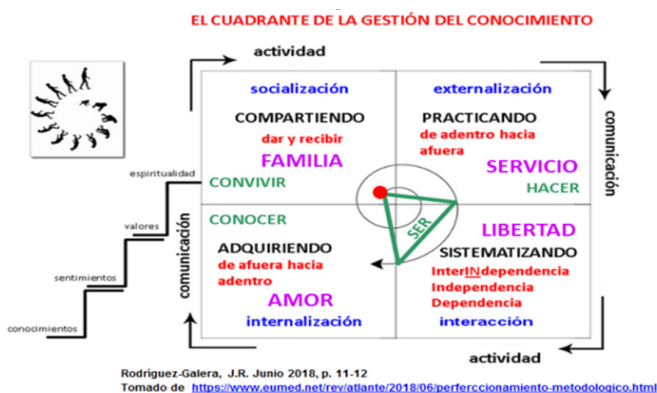 EL CUADRANTE DE LA GESTIÓN DEL CONOCIMIENTO
actividad
socialización
externalización
COMPARTIENDO
PRACTICANDO
dar y recibir
de adentro hacia
afuera
FAMILIA
SERVICIO
espiritualidad
CONVIVIR
HACER
comunicación
CONOCER
LIBERTAD
valores
SER
ADQUIRIENDO
SISTEMATIZANDO
de afuera hacia
adentro
InterINdependencia
Independencia
Dependencia
sentimientos
comunicación
AMOR
internalización
interacción
conocimientos
actividad
Rodríguez-Galera, J.R. Junio 2018, p. 11-12
Tomado de https://www.eumed.net/rev/atlante/2018/06/perferccionamiento-metodologico.html